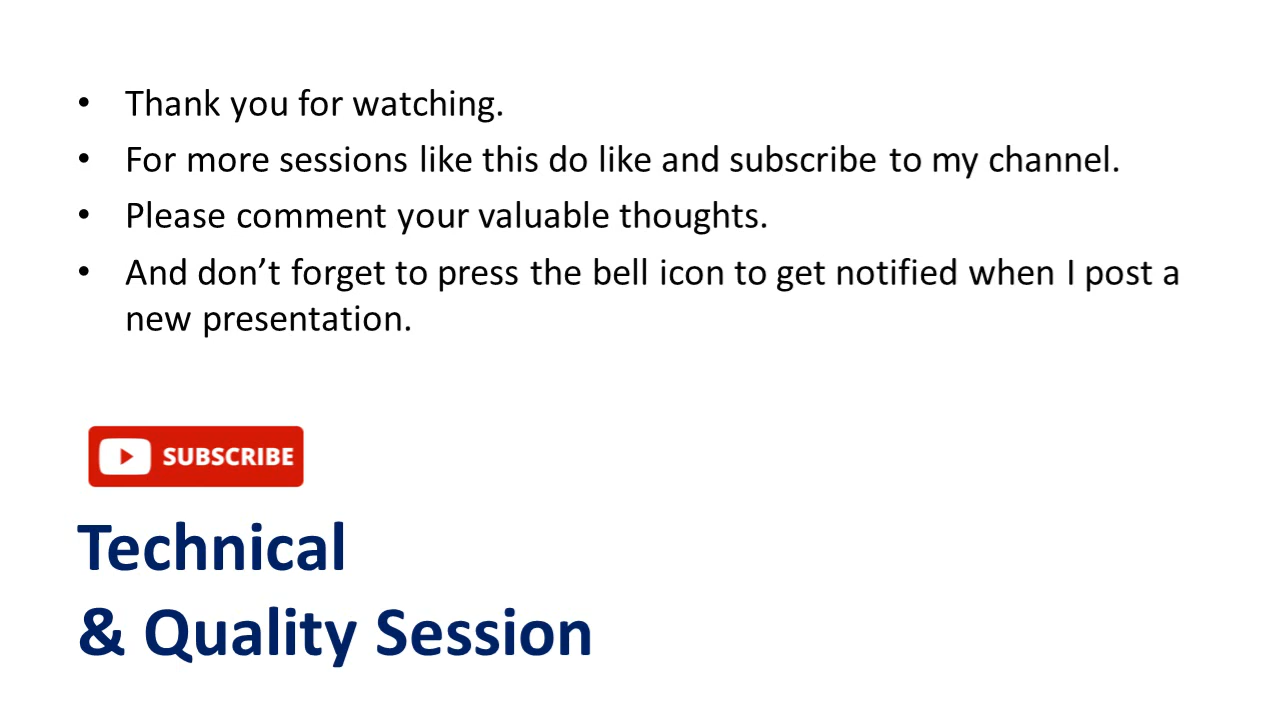 • Thank you for watching.
• For more sessions like this do like and subscribe to my channel.
• Please comment your valuable thoughts.
• And don’t forget to press the bell icon to get notified when I post a
new presentation.
SUBSCRIBE
Technical
& Quality Session